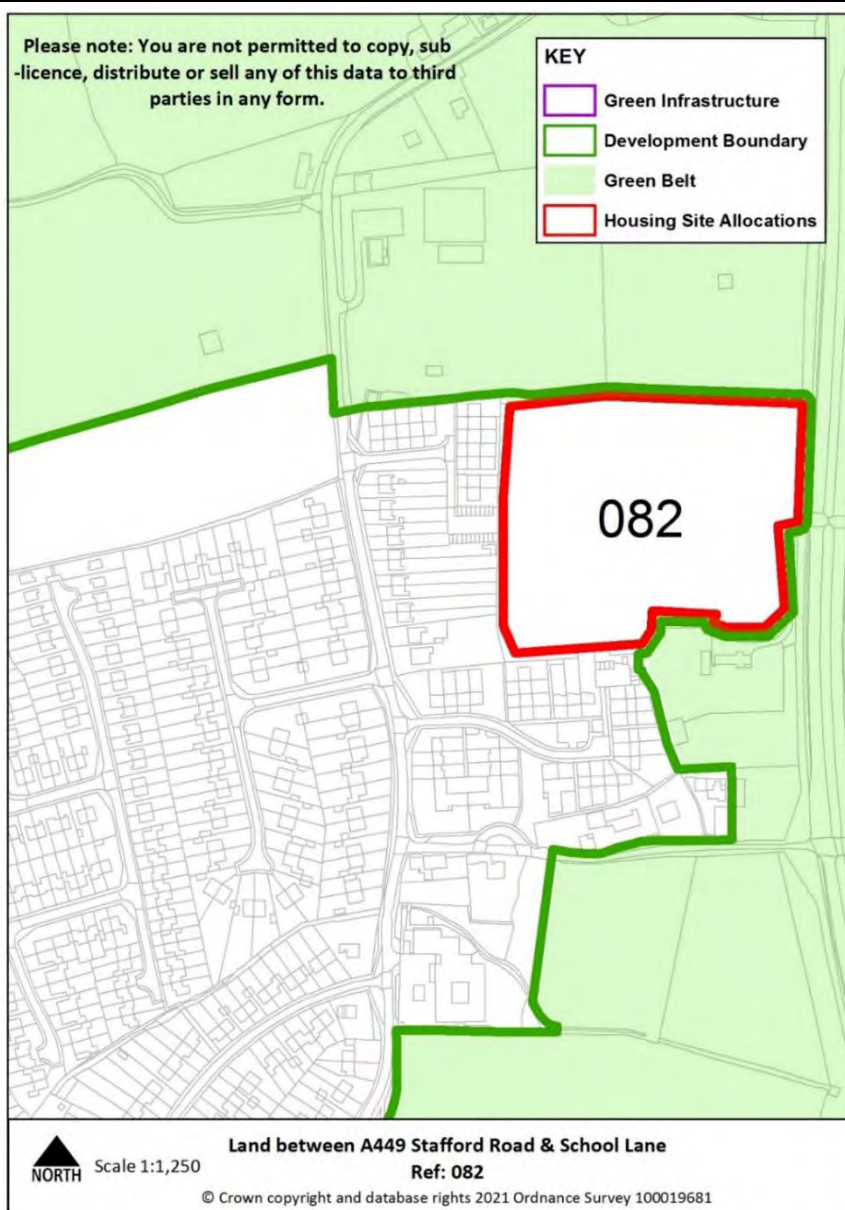 Please note: You are not permitted to copy, sub
-licence, distribute or sell any of this data to third
parties in any form.
KEY
Green Infrastructure
Development Boundary
Green Belt
Housing Site Allocations
082
NORTH
Scale 1:1,250
Land between A449 Stafford Road & School Lane
Ref: 082
© Crown copyright and database rights 2021 Ordnance Survey 100019681